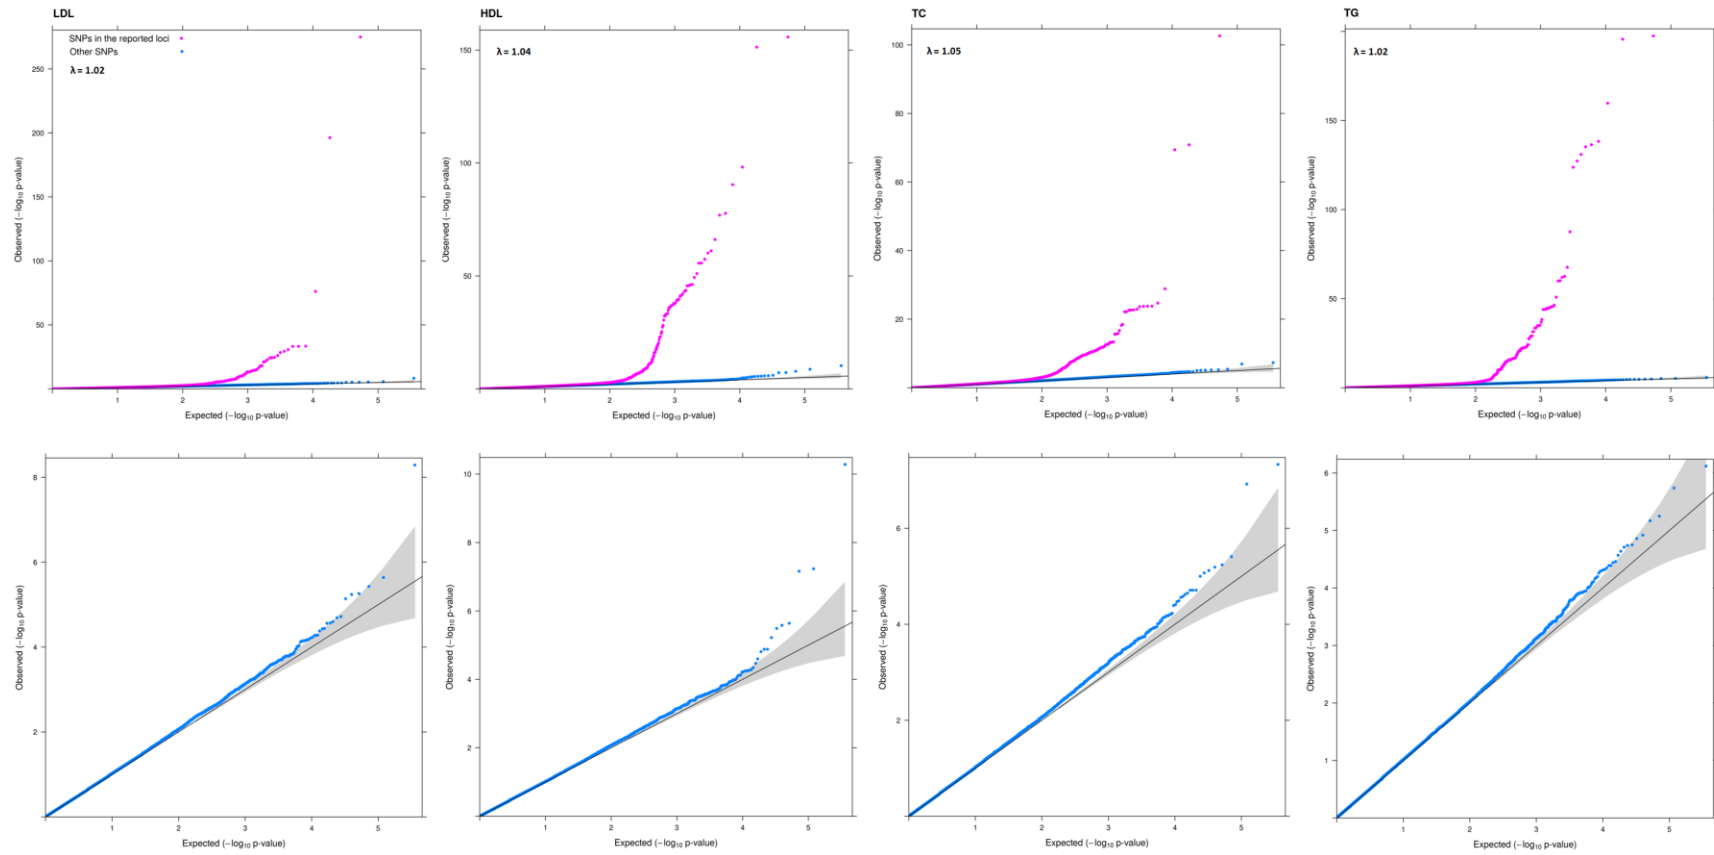 LDL
SNPs in the reported loci
Other SNPs
λ = 1.02
250
200
150
100
50
1 2 3 4 5
Observed (−log10 p-value)
Expected (−log10 p-value)
HDL
λ = 1.04
150
100
50
1 2 3 4 5
Observed (−log10 p-value)
Expected (−log10 p-value)
TC
λ = 1.05
100
80
60
40
20
1 2 3 4 5
Observed (−log10 p-value)
Expected (−log10 p-value)
TG
λ = 1.02
150
100
50
1 2 3 4 5
Observed (−log10 p-value)
Expected (−log10 p-value)
8
6
4
2
1 2 3 4 5
Observed (−log10 p-value)
Expected (−log10 p-value)
10
8
6
4
2
1 2 3 4 5
Observed (−log10 p-value)
Expected (−log10 p-value)
6
4
2
1 2 3 4 5
Observed (−log10 p-value)
Expected (−log10 p-value)
6
5
4
3
2
1
1 2 3 4 5
Observed (−log10 p-value)
Expected (−log10 p-value)